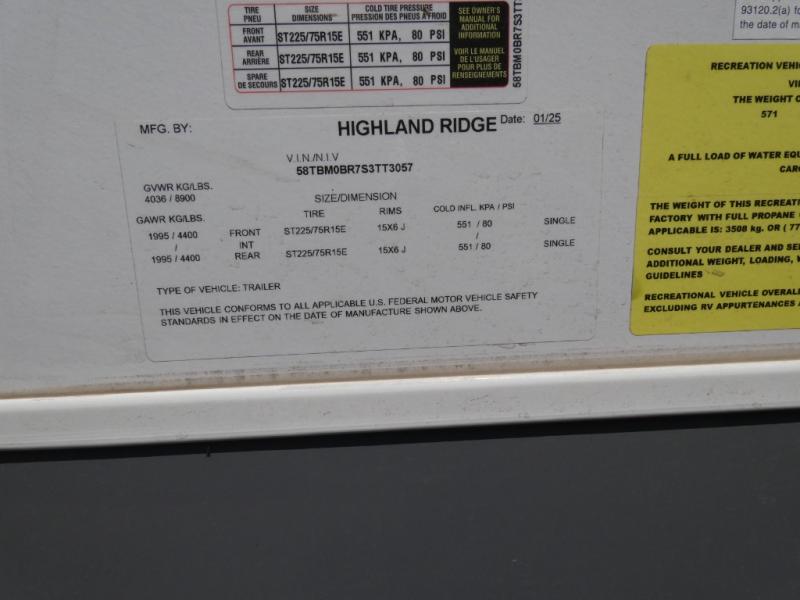 TIRE PNEU SIZE DIMENSIONS COLD TIRE PRESSURE PRESSION DES PNEUS A FROID
FRONT AVANT ST225/75R15E 551 KPA, 80 PSI
REAR ARRIÈRE ST225/75R15E 551 KPA, 80 PSI
SPARE DE SECOURS ST225/75R15E 551 KPA, 80 PSI
SEE OWNER'S
MANUAL FOR
ADDITIONAL
INFORMATION
VOIR LE MANUEL
DE L'USAGER
POUR PLUS DE
RENSEIGNEMENTS
58TBM0BR7S3TT
93120.2(a) fo
the date of m
MFG. BY: HIGHLAND RIDGE Date: 01/25
V.I.N./N.I.V
58TBM0BR7S3TT3057
GVWR KG/LBS.
4036 / 8900
SIZE/DIMENSION
GAWR KG/LBS. TIRE RIMS COLD INFL. KPA / PSI
1995 / 4400 FRONT ST225/75R15E 15X6 J 551 / 80 SINGLE
/ INT /
1995 / 4400 REAR ST225/75R15E 15X6 J 551 / 80 SINGLE
TYPE OF VEHICLE: TRAILER
THIS VEHICLE CONFORMS TO ALL APPLICABLE U.S. FEDERAL MOTOR VEHICLE SAFETY
STANDARDS IN EFFECT ON THE DATE OF MANUFACTURE SHOWN ABOVE.
RECREATION VEHIC
VI
THE WEIGHT O
571
A FULL LOAD OF WATER EQU
CARG
THE WEIGHT OF THIS RECREATI
FACTORY WITH FULL PROPANE
APPLICABLE IS: 3508 kg. OR ( 77
CONSULT YOUR DEALER AND SE
ADDITIONAL WEIGHT, LOADING, W
GUIDELINES
RECREATIONAL VEHICLE OVERAL
EXCLUDING RV APPURTENANCES